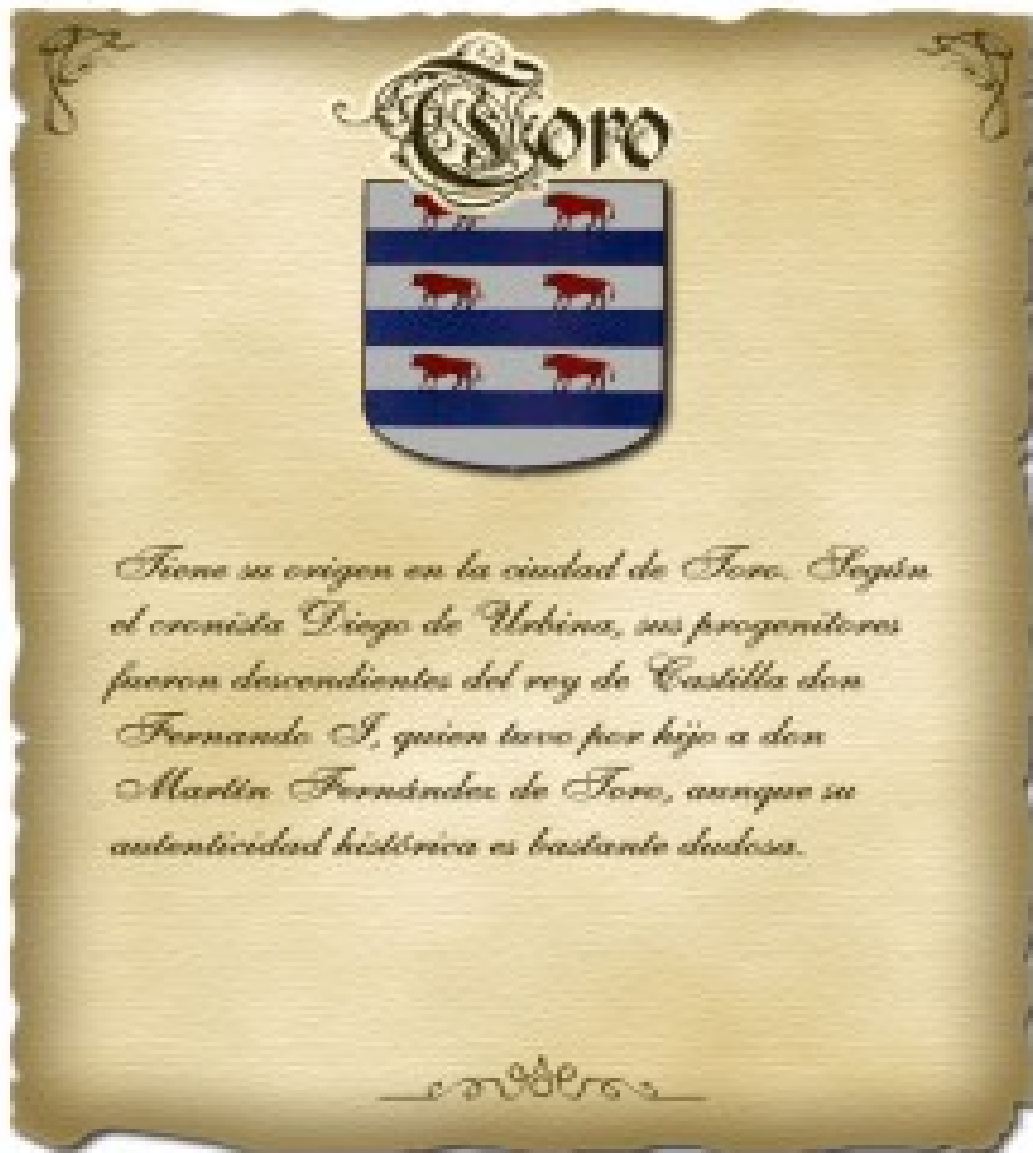 Toro
Tiene su origen en la ciudad de Toro. Según
el cronista Diego de Urbina, sus progenitores
fueron descendientes del rey de Castilla don
Fernando I, quien tuvo por hijo a don
Martín Fernández de Toro, aunque su
autenticidad histórica es bastante dudosa.